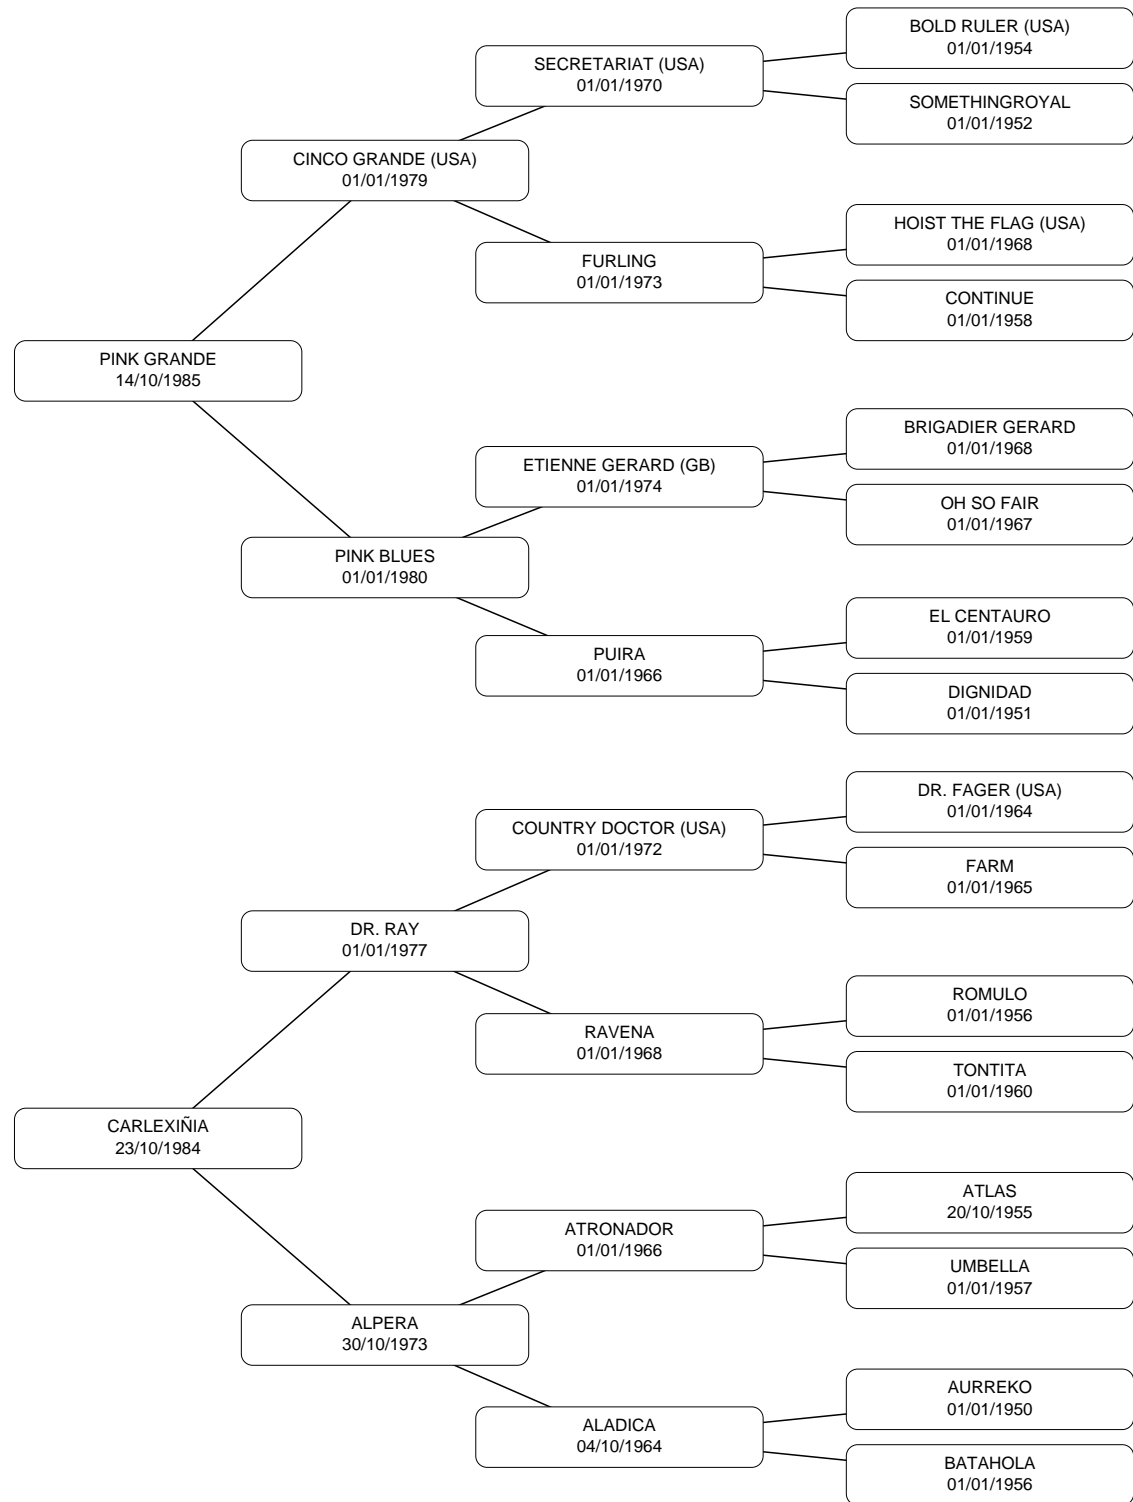 BOLD RULER (USA)
01/01/1954
SECRETARIAT (USA)
01/01/1970
SOMETHINGROYAL
01/01/1952
CINCO GRANDE (USA)
01/01/1979
HOIST THE FLAG (USA)
01/01/1968
FURLING
01/01/1973
CONTINUE
01/01/1958
PINK GRANDE
14/10/1985
BRIGADIER GERARD
01/01/1968
ETIENNE GERARD (GB)
01/01/1974
OH SO FAIR
01/01/1967
PINK BLUES
01/01/1980
EL CENTAURO
01/01/1959
PUIRA
01/01/1966
DIGNIDAD
01/01/1951
DR. FAGER (USA)
01/01/1964
COUNTRY DOCTOR (USA)
01/01/1972
FARM
01/01/1965
DR. RAY
01/01/1977
ROMULO
01/01/1956
RAVENA
01/01/1968
TONTITA
01/01/1960
CARLEXIÑIA
23/10/1984
ATLAS
20/10/1955
ATRONADOR
01/01/1966
UMBELLA
01/01/1957
ALPERA
30/10/1973
AURREKO
01/01/1950
ALADICA
04/10/1964
BATAHOLA
01/01/1956